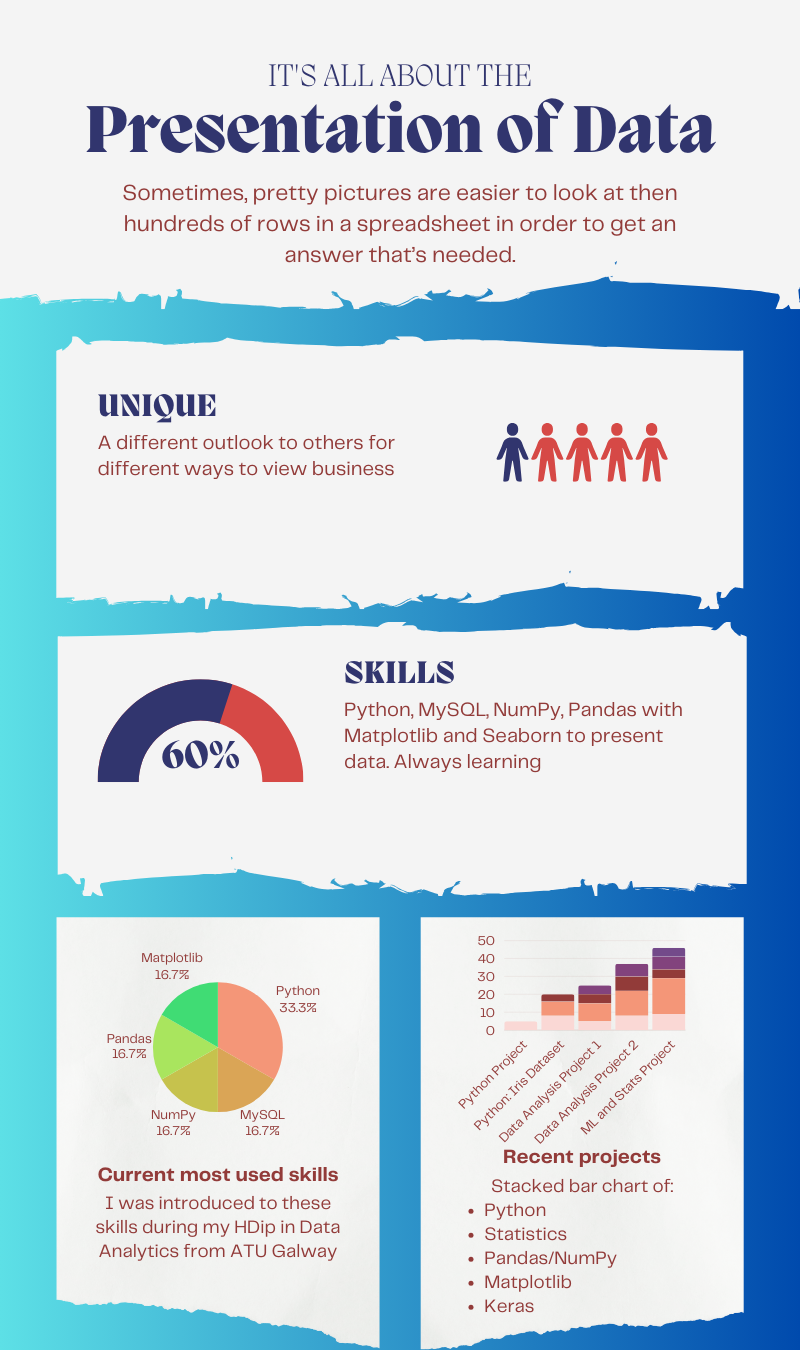 IT'S ALL ABOUT THE
Presentation of Data
Sometimes, pretty pictures are easier to look at then
hundreds of rows in a spreadsheet in order to get an
answer that's needed.
UNIQUE
A different outlook to others for
different ways to view business
60%
SKILLS
Python, MySQL, NumPy, Pandas with
Matplotlib and Seaborn to present
data. Always learning
Matplotlib
16.7%
Python
33.3%
Pandas
16.7%
NumPy
16.7%
MySQL
16.7%
Current most used skills
I was introduced to these
skills during my HDip in Data
Analytics from ATU Galway
50
40
30
20
10
0
Python Project
Python: Iris Dataset
Data Analysis Project 1
Data Analysis Project 2
ML and Stats Project
Recent projects
Stacked bar chart of:
• Python
• Statistics
• Pandas/NumPy
• Matplotlib
• Keras